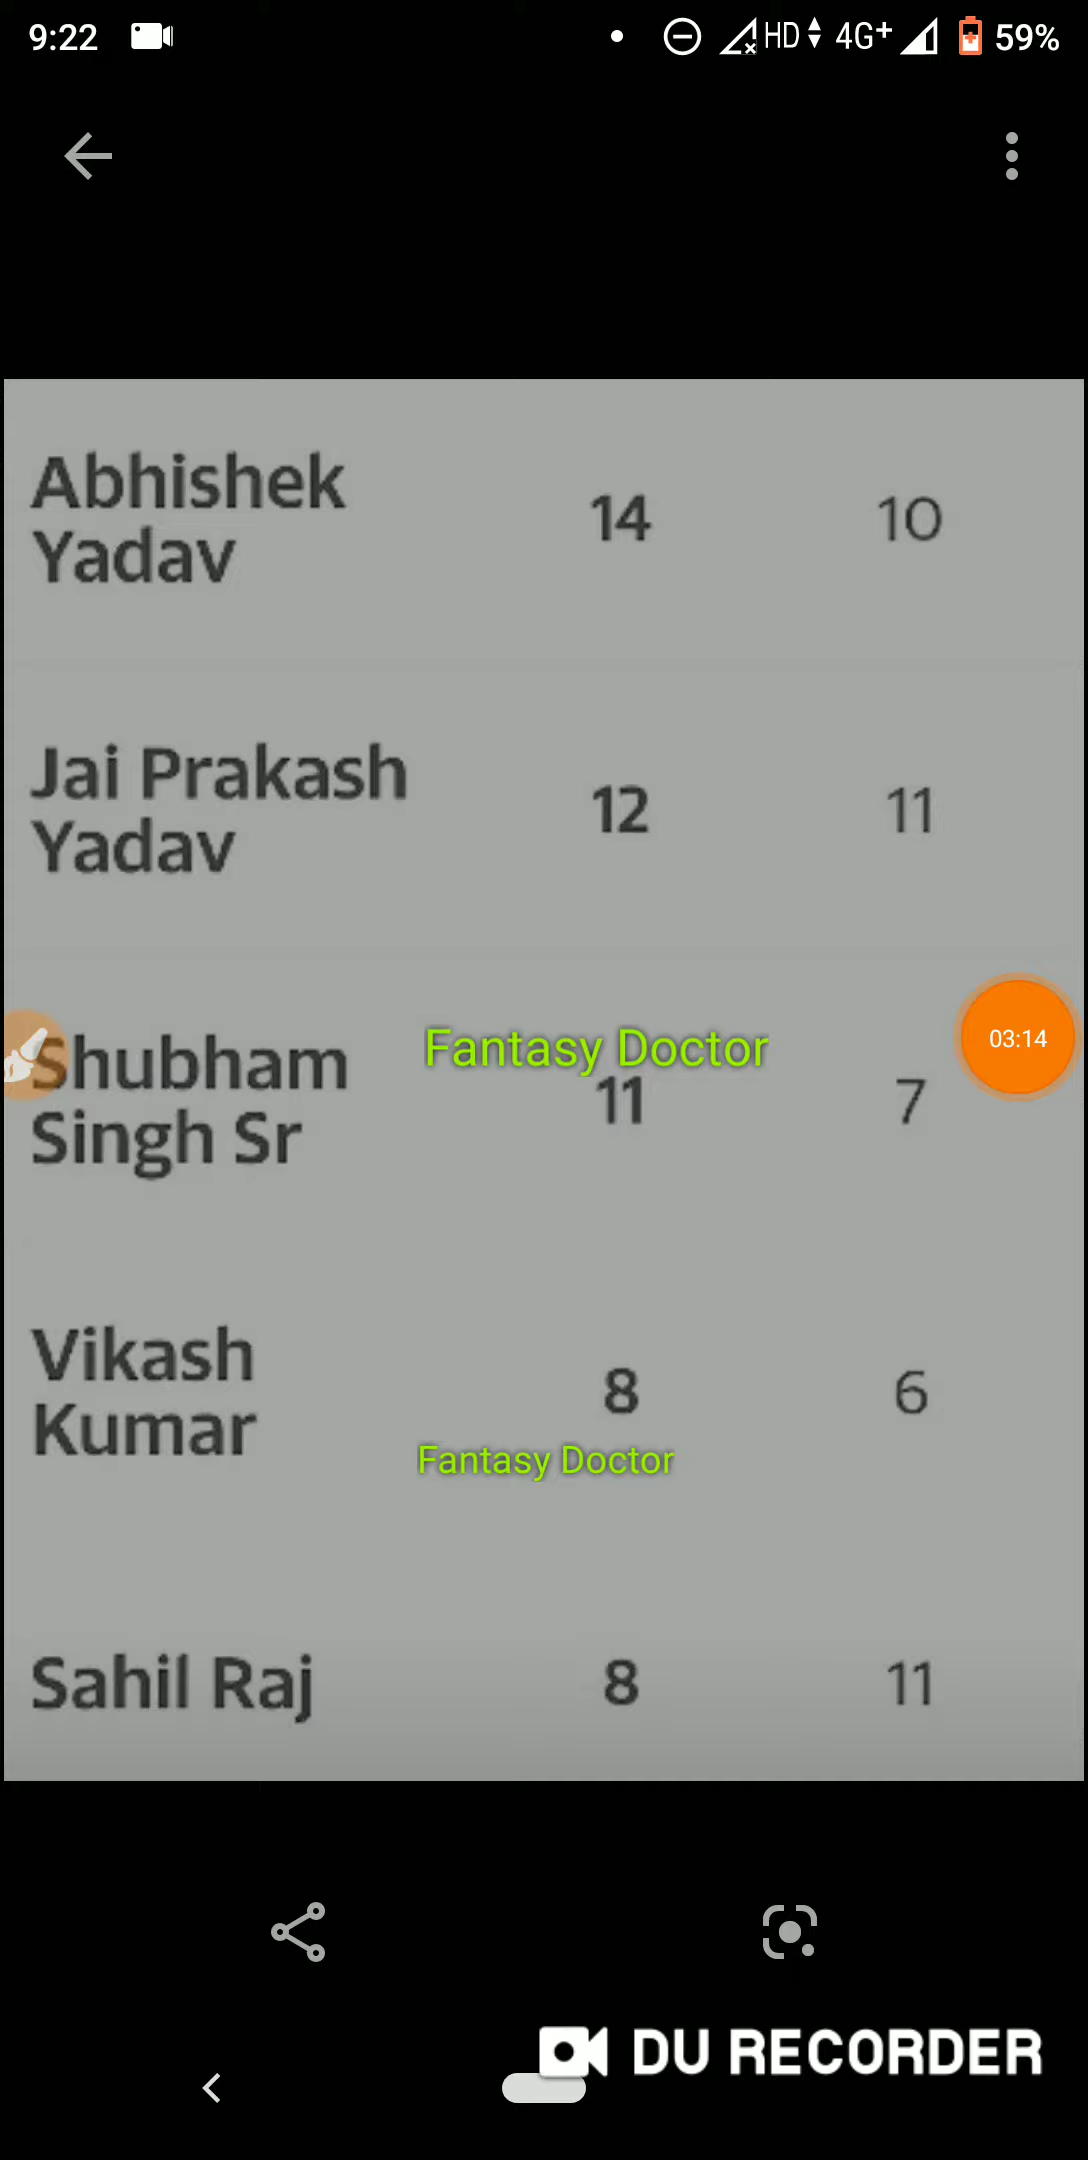 9:22 HD 4G+ 59%
Abhishek
Yadav
14 10
Jai Prakash
Yadav
12 11
Fantasy Doctor
03:14
Shubham
Singh Sr
11 7
Vikash
Kumar
8 6
Fantasy Doctor
Sahil Raj 8 11
DU RECORDER